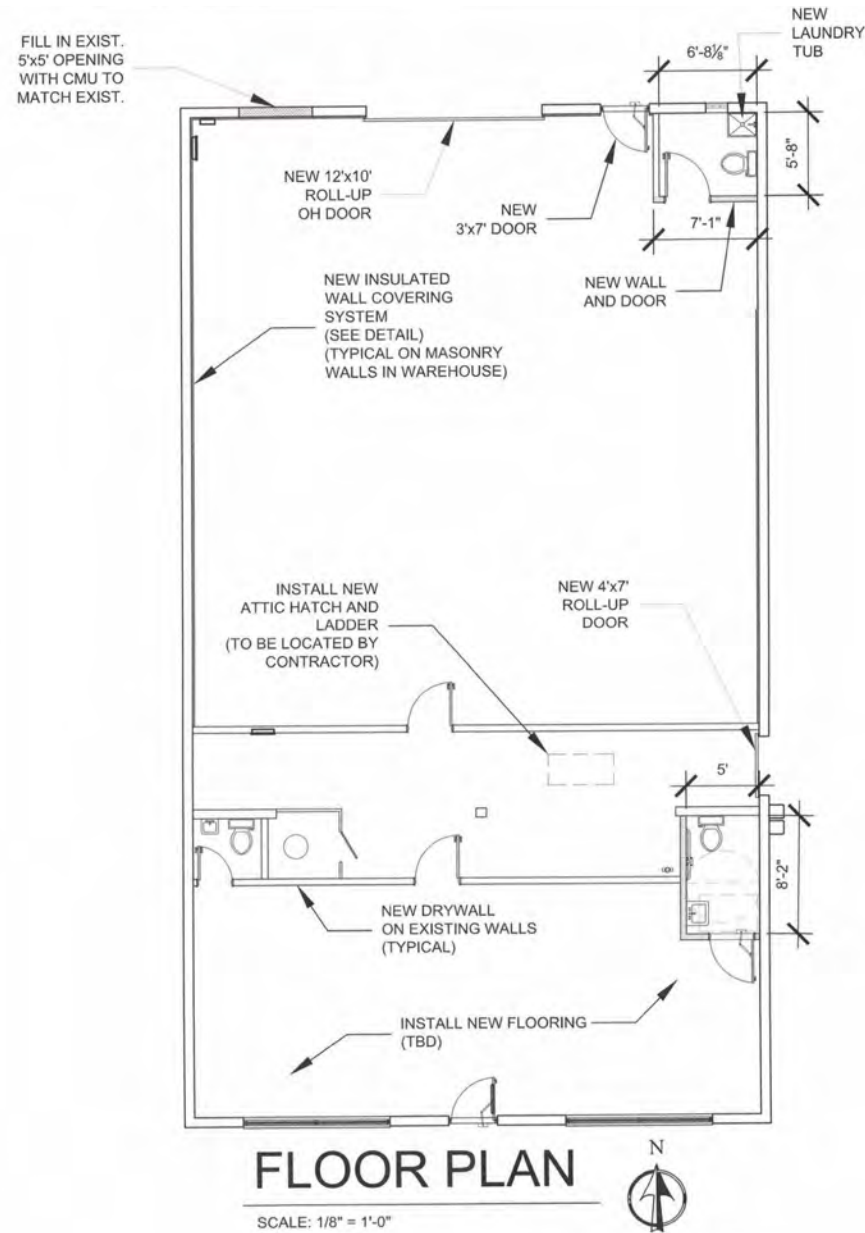 FILL IN EXIST.
5'x5' OPENING
WITH CMU TO
MATCH EXIST.
NEW
LAUNDRY
TUB
6'-8⅛"
5'-8"
NEW 12'x10'
ROLL-UP
OH DOOR
NEW
3'x7' DOOR
7'-1"
NEW WALL
AND DOOR
NEW INSULATED
WALL COVERING
SYSTEM
(SEE DETAIL)
(TYPICAL ON MASONRY
WALLS IN WAREHOUSE)
INSTALL NEW
ATTIC HATCH AND
LADDER
(TO BE LOCATED BY
CONTRACTOR)
NEW 4'x7'
ROLL-UP
DOOR
5'
8'-2"
NEW DRYWALL
ON EXISTING WALLS
(TYPICAL)
INSTALL NEW FLOORING
(TBD)
FLOOR PLAN
N
SCALE: 1/8" = 1'-0"